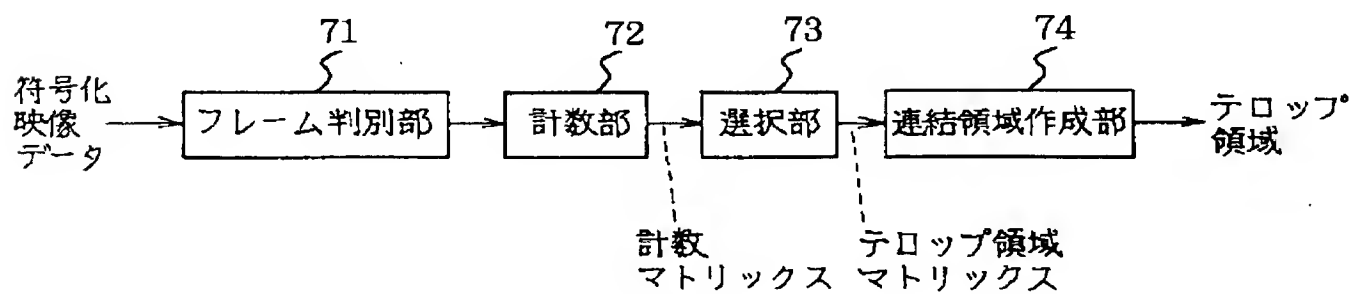 71
72
73
74
符号化
映像
データ
フレーム判別部
計数部
選択部
連結領域作成部
テロップ
領域
計数
マトリックス
テロップ領域
マトリックス